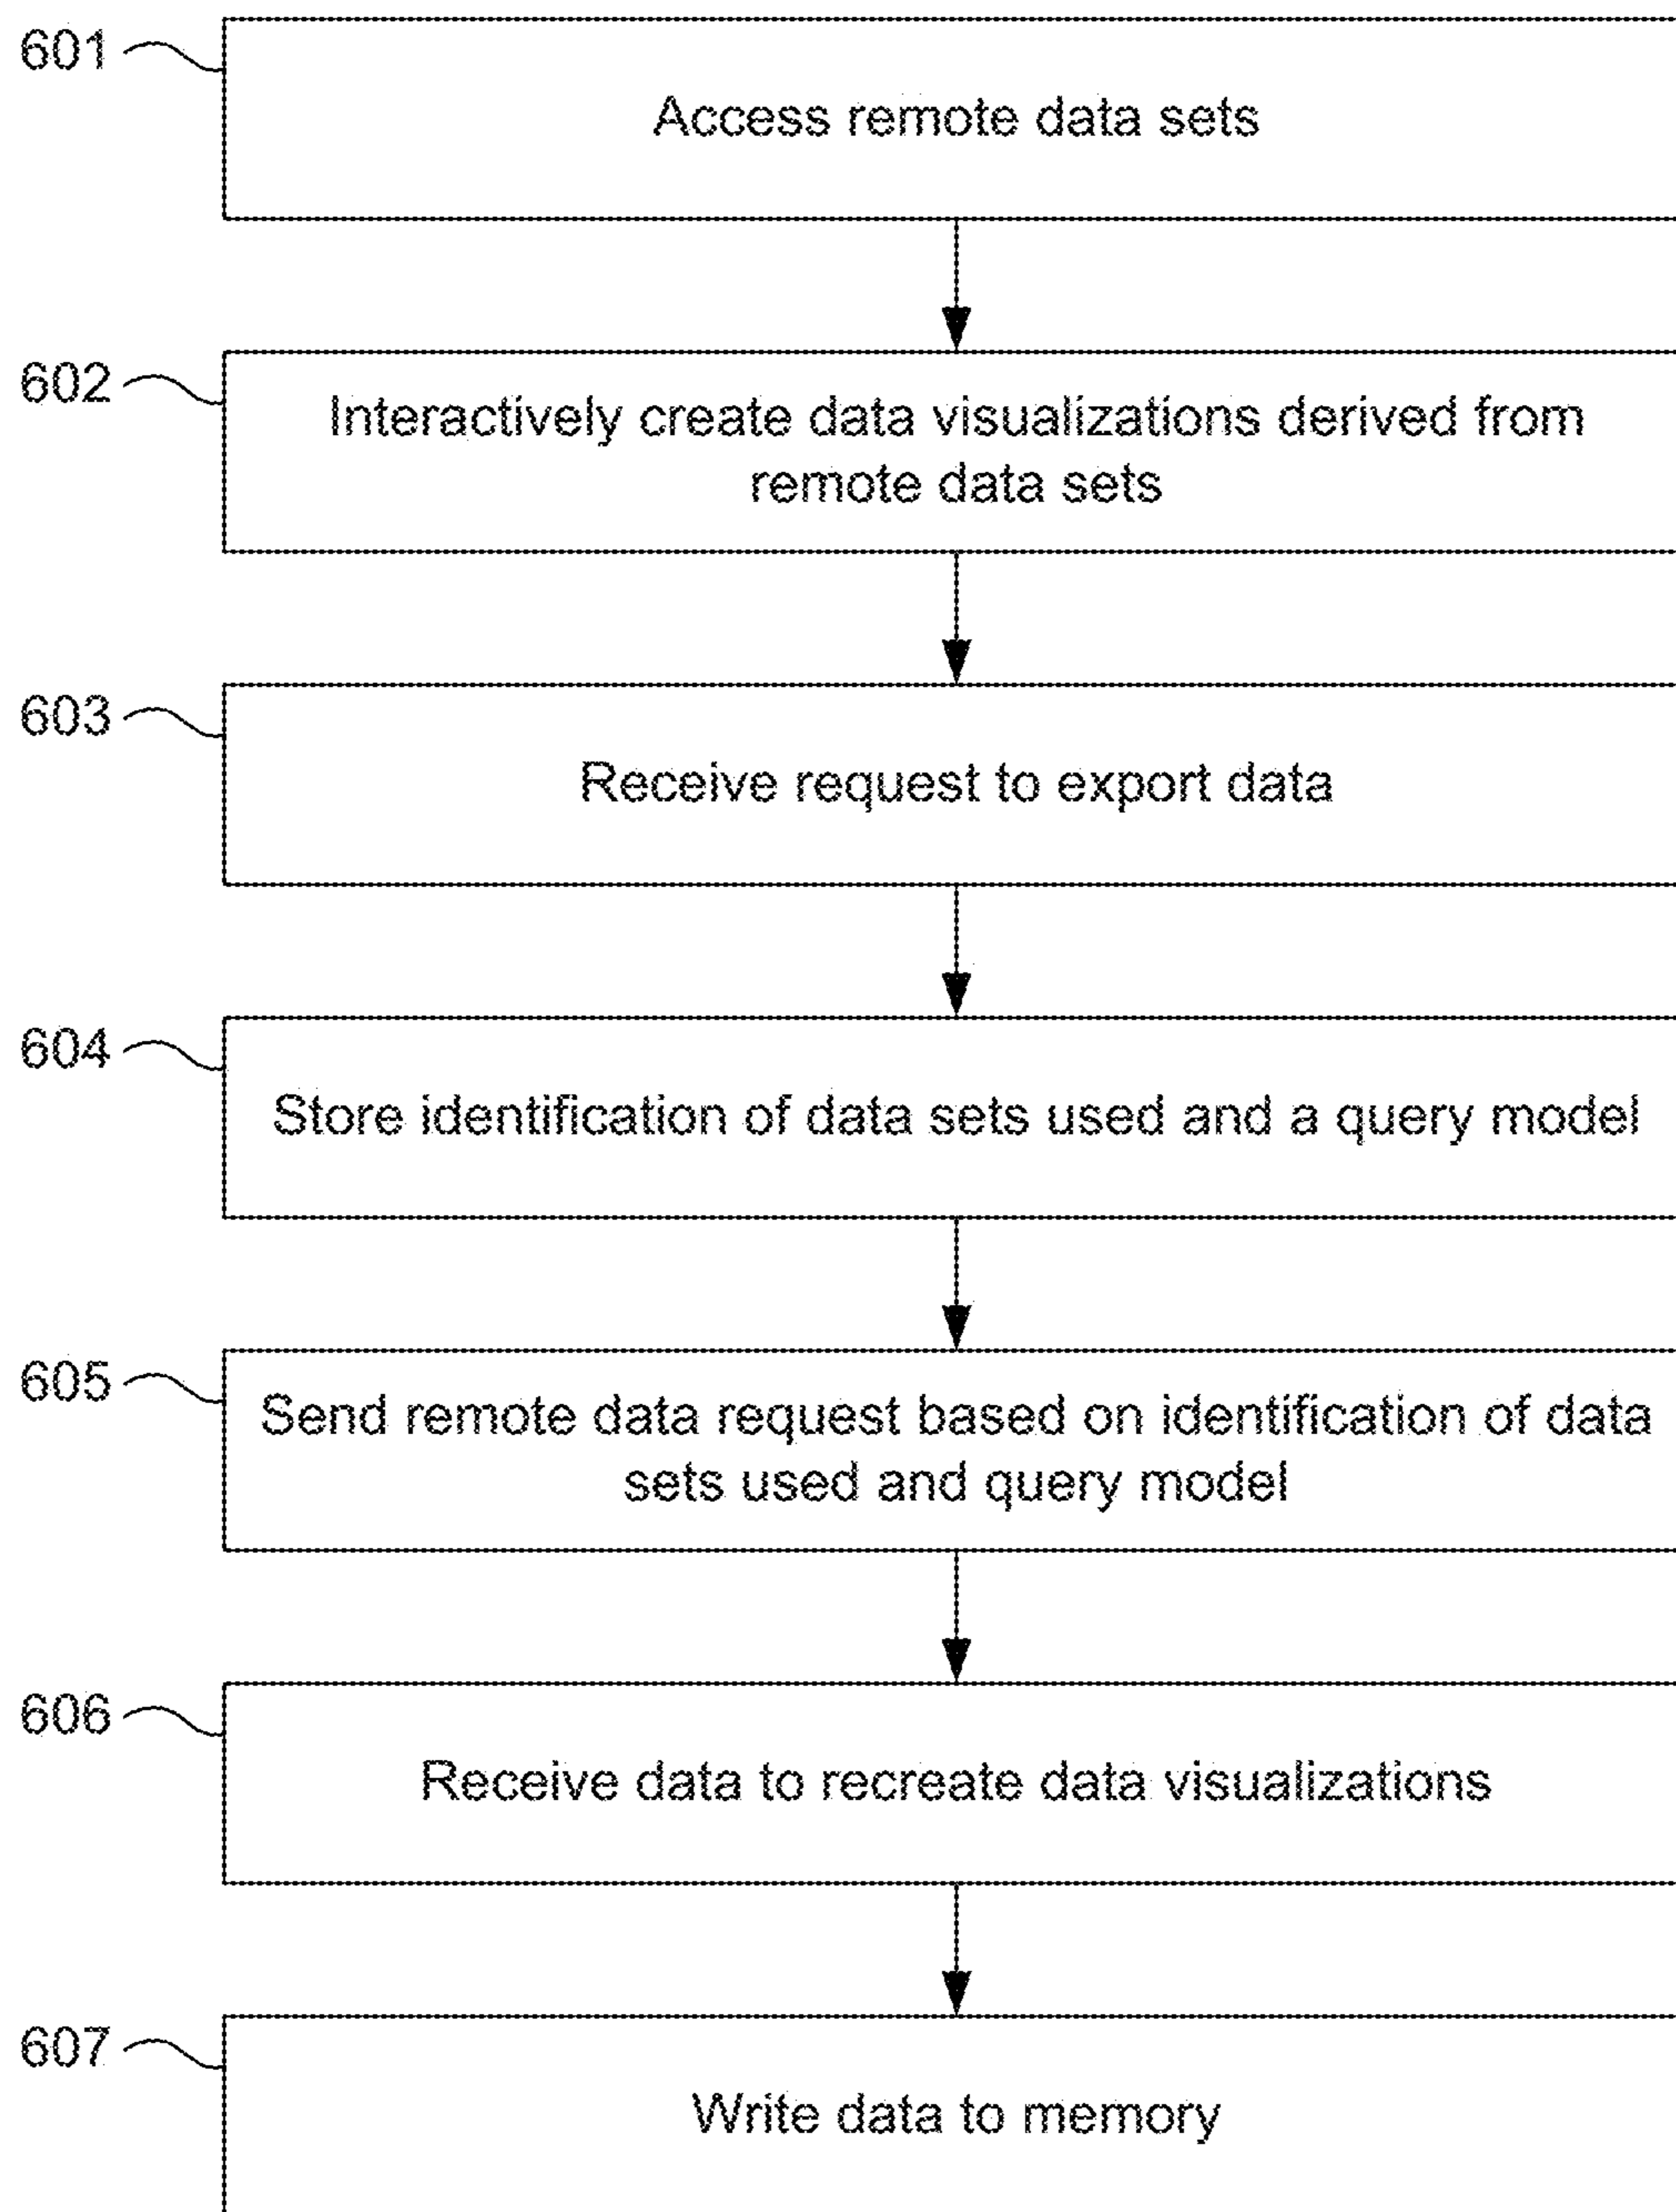 601
Access remote data sets
602
Interactively create data visualizations derived from
remote data sets
603
Receive request to export data
604
Store identification of data sets used and a query model
605
Send remote data request based on identification of data
sets used and query model
606
Receive data to recreate data visualizations
607
Write data to memory